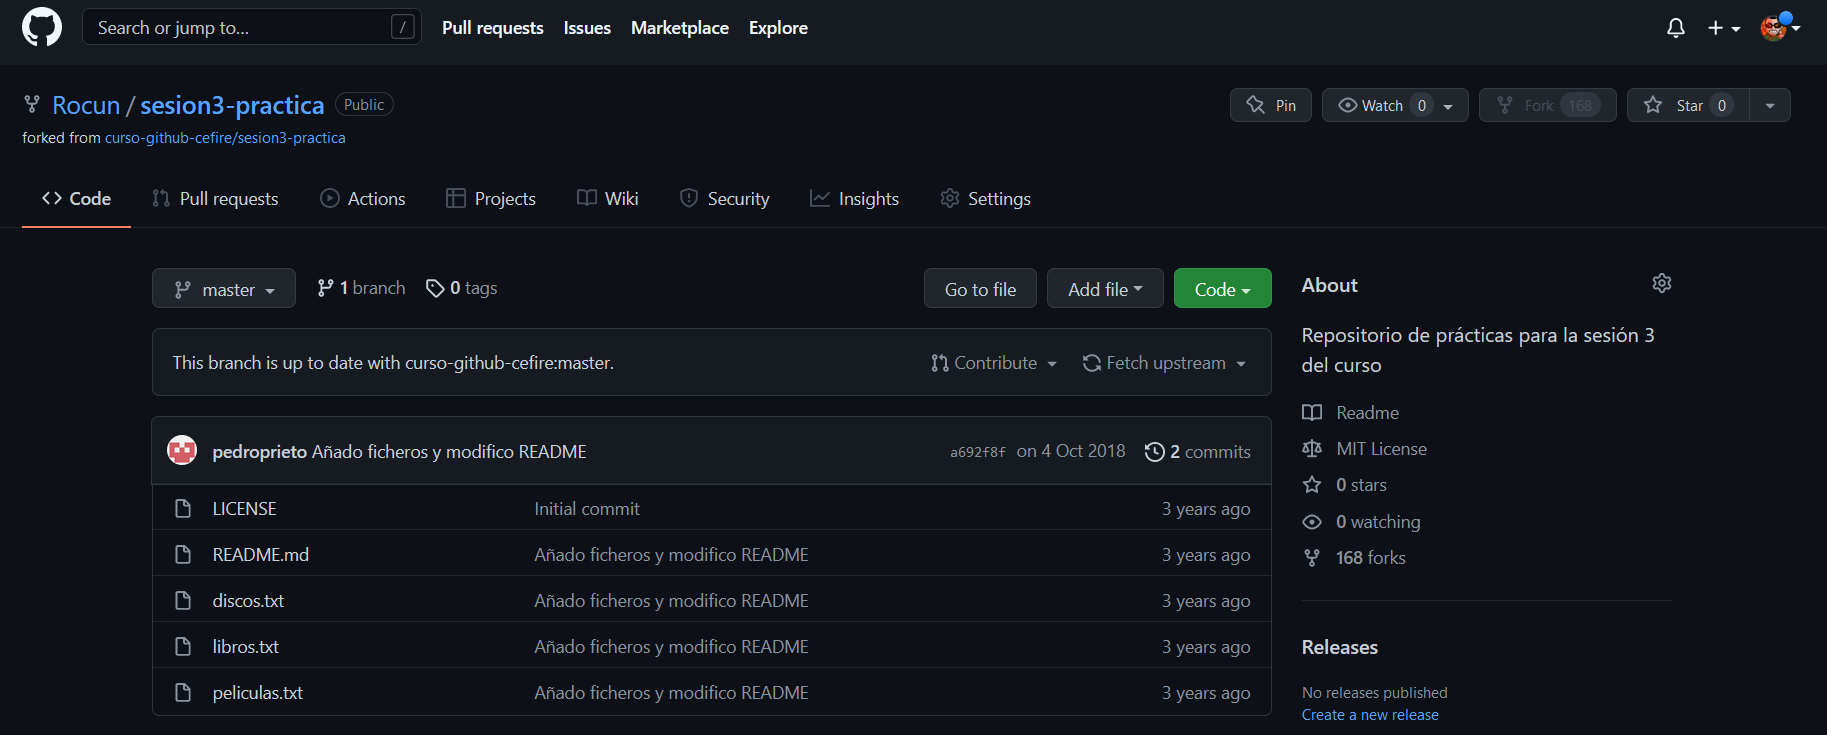 Search or jump to... / Pull requests Issues Marketplace Explore
Rocun / sesion3-practica Public Pin Watch 0 Fork 168 Star 0
forked from curso-github-cefire/sesion3-practica
Code Pull requests Actions Projects Wiki Security Insights Settings
master 1 branch 0 tags Go to file Add file Code
This branch is up to date with curso-github-cefire:master. Contribute Fetch upstream
pedroprieto Añado ficheros y modifico README a692f8f on 4 Oct 2018 2 commits
LICENSE Initial commit 3 years ago
README.md Añado ficheros y modifico README 3 years ago
discos.txt Añado ficheros y modifico README 3 years ago
libros.txt Añado ficheros y modifico README 3 years ago
peliculas.txt Añado ficheros y modifico README 3 years ago
About
Repositorio de prácticas para la sesión 3
del curso
Readme
MIT License
0 stars
0 watching
168 forks
Releases
No releases published
Create a new release